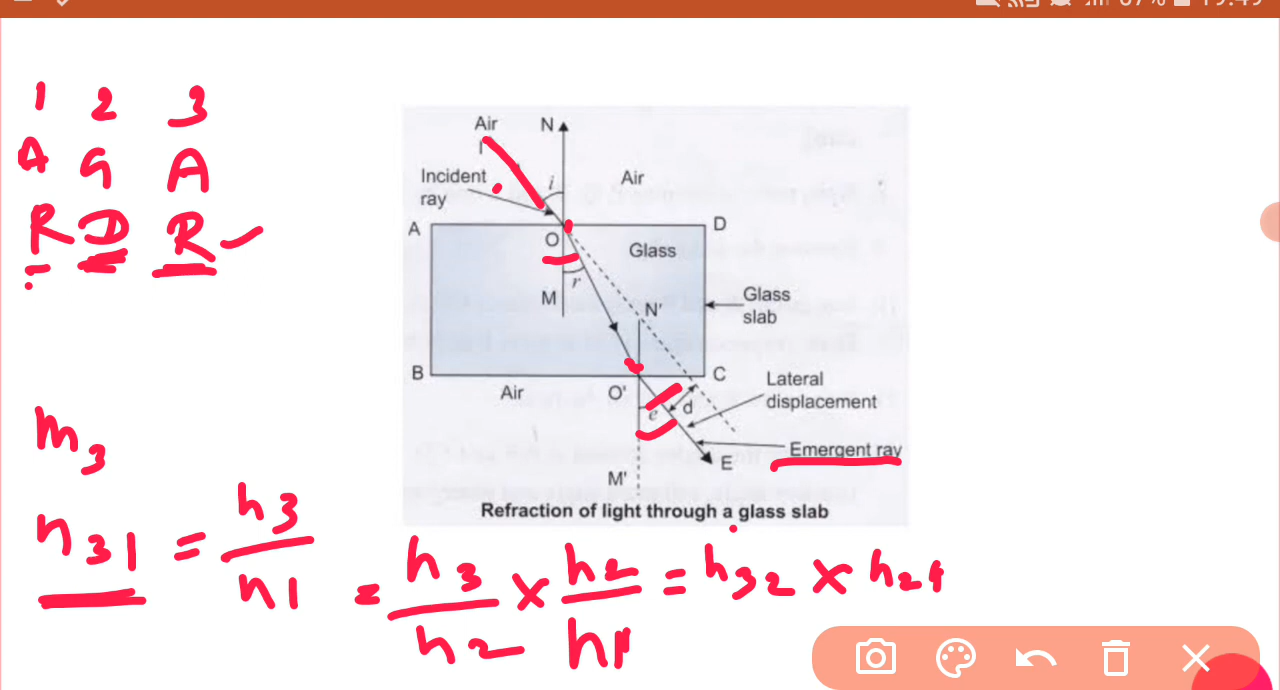 1 2 3
A G A
R D R
Air
N
Incident
ray
i
Air
A
D
O
Glass
r
M
N'
Glass
slab
B
C
Air
O'
e
d
Lateral
displacement
Emergent ray
E
M'
Refraction of light through a glass slab
m3
n31 = n3/n1 = n3/n2 × n2/n1 = n32 × n21